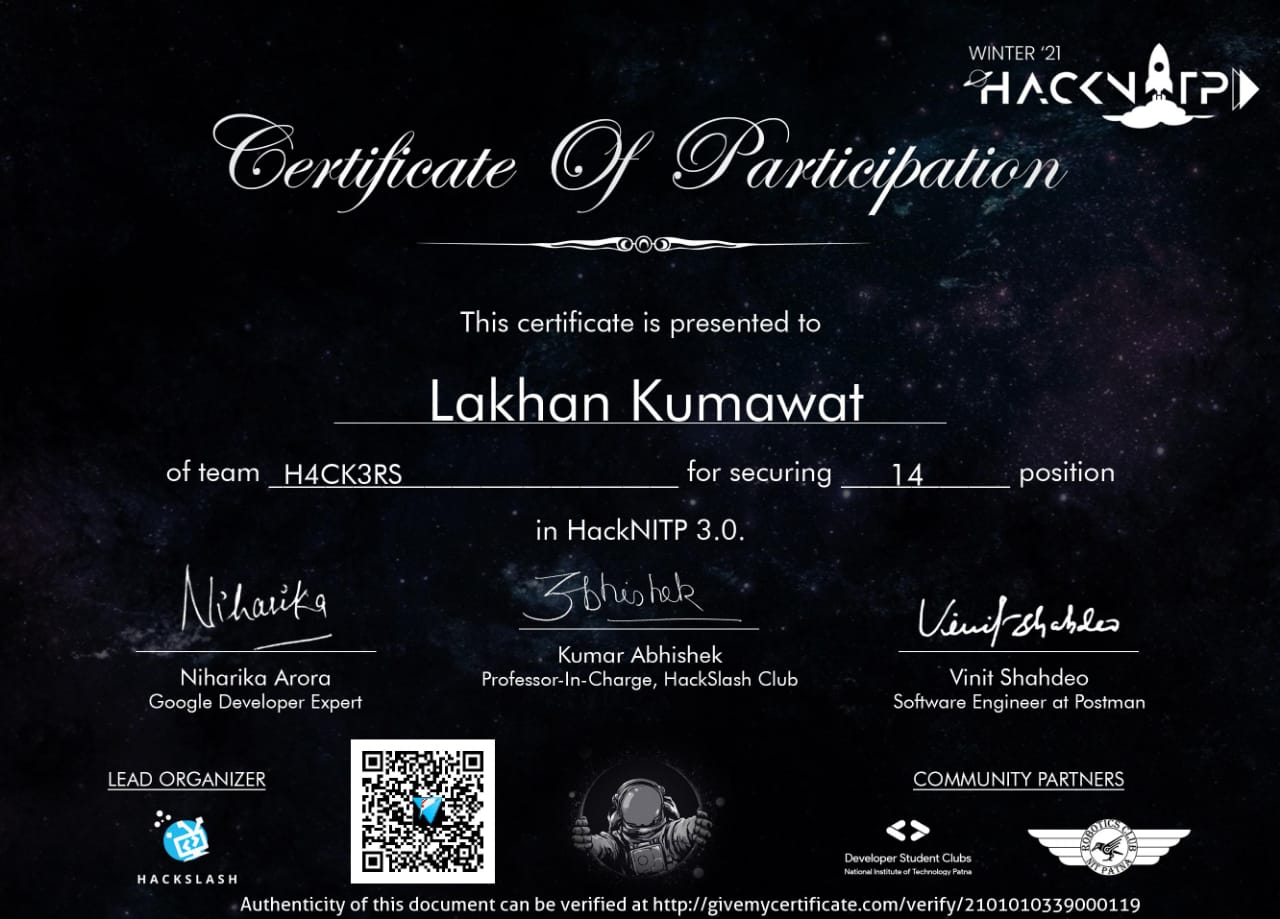 WINTER '21
HACKNITP
Certificate Of Participation
This certificate is presented to
Lakhan Kumawat
of team H4CK3RS for securing 14 position
in HackNITP 3.0.
Niharika
Abhishek
Vinit Shahdeo
Niharika Arora
Google Developer Expert
Kumar Abhishek
Professor-In-Charge, HackSlash Club
Vinit Shahdeo
Software Engineer at Postman
LEAD ORGANIZER
HACKSLASH
COMMUNITY PARTNERS
Developer Student Clubs
National Institute of Technology Patna
ROBOTICS CLUB
NIT PATNA
Authenticity of this document can be verified at http://givemycertificate.com/verify/2101010339000119